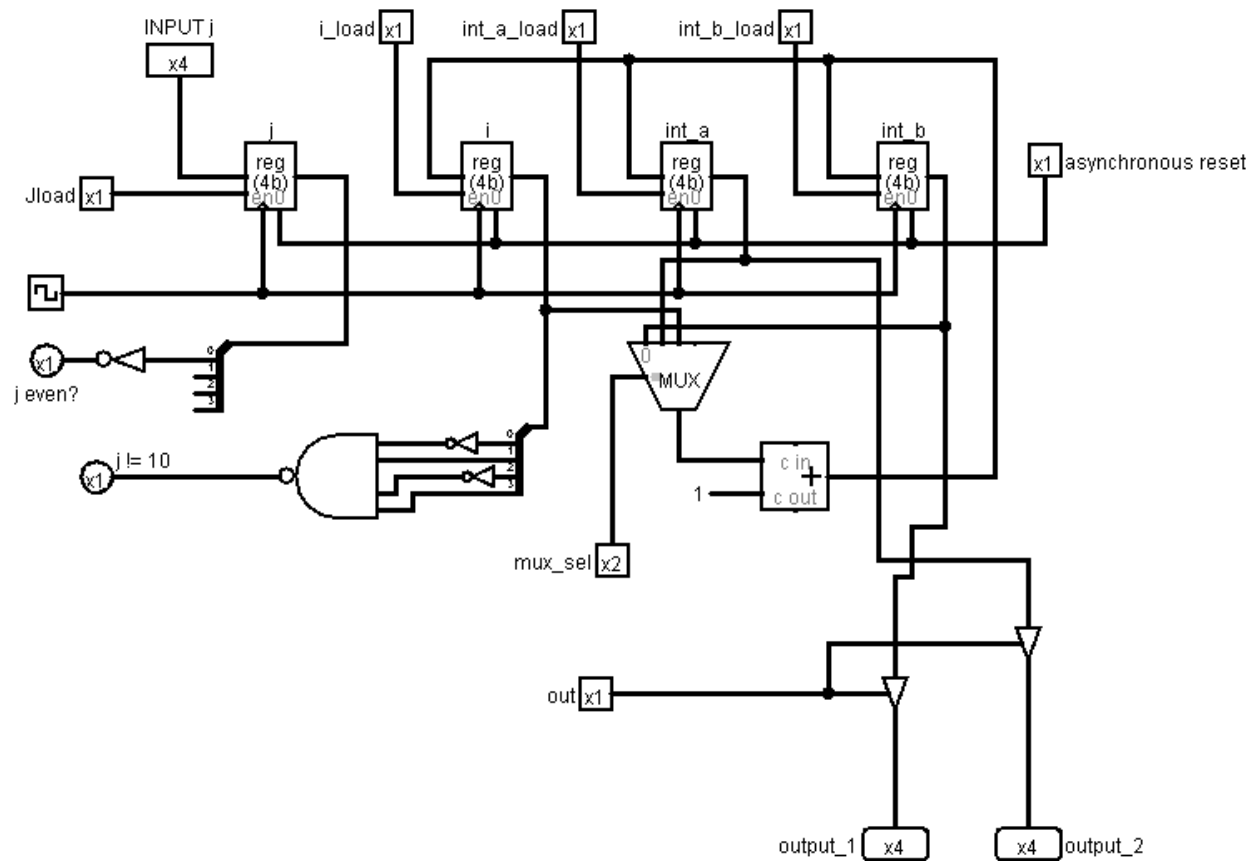 INPUT j
i_load
x1
int_a_load
x1
int_b_load
x1
x4
j
i
int_a
int_b
reg
(4b)
en0
reg
(4b)
en0
reg
(4b)
en0
reg
(4b)
en0
x1
asynchronous reset
Jload
x1
x1
j even?
0
1
2
3
0
MUX
j != 10
x1
0
1
2
3
c in
+
c out
1
mux_sel
x2
out
x1
output_1
x4
x4
output_2